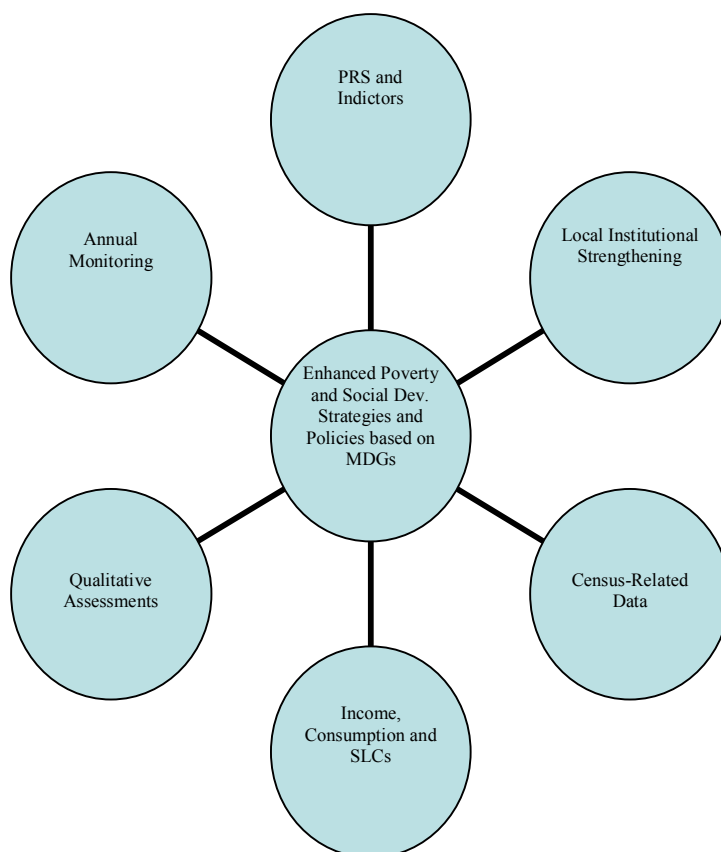 PRS and
Indictors
Annual
Monitoring
Local Institutional
Strengthening
Enhanced Poverty
and Social Dev.
Strategies and
Policies based on
MDGs
Qualitative
Assessments
Census-Related
Data
Income,
Consumption and
SLCs